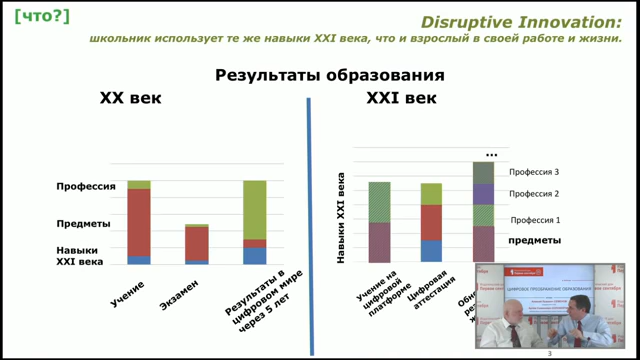 [что?]
Disruptive Innovation:
школьник использует те же навыки XXI века, что и взрослый в своей работе и жизни.
Результаты образования
XX век
XXI век
Профессия
Предметы
Навыки
XXI века
Учение
Экзамен
Результаты в
цифровом мире
через 5 лет
Навыки XXI века
...
Профессия 3
Профессия 2
Профессия 1
предметы
Учение на
цифровой
платформе
Цифровая
аттестация
ЦИФРОВОЕ ПРЕОБРАЖЕНИЕ ОБРАЗОВАНИЯ
3